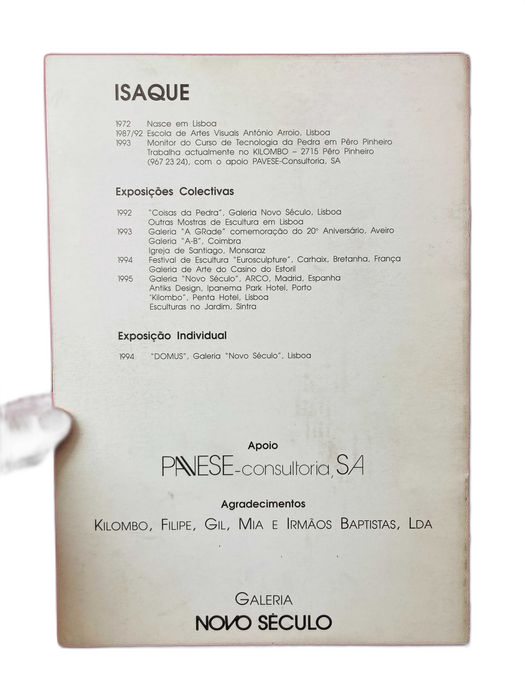 ISAQUE
1972 Nasce em Lisboa
1987/92 Escola de Artes Visuais António Arroio, Lisboa
1993 Monitor do Curso de Tecnologia da Pedra em Pêro Pinheiro
Trabalha actualmente no KILOMBO – 2715 Pêro Pinheiro
(967 23 24), com o apoio PAVESE-Consultoria, SA
Exposições Colectivas
1992 "Coisas da Pedra", Galeria Novo Século, Lisboa
Outras Mostras de Escultura em Lisboa
1993 Galeria "A GRade" comemoração do 20º Aniversário, Aveiro
Galeria "A-B", Coimbra
Igreja de Santiago, Monsaraz
1994 Festival de Escultura "Eurosculpture", Carhaix, Bretanha, França
Galeria de Arte do Casino do Estoril
1995 Galeria "Novo Século", ARCO, Madrid, Espanha
Antiks Design, Ipanema Park Hotel, Porto
"Kilombo", Penta Hotel, Lisboa
Esculturas no Jardim, Sintra
Exposição Individual
1994 "DOMUS", Galeria "Novo Século", Lisboa
Apoio
PAVESE-consultoria, SA
Agradecimentos
KILOMBO, FILIPE, GIL, MIA E IRMÃOS BAPTISTAS, LDA
GALERIA
NOVO SÉCULO